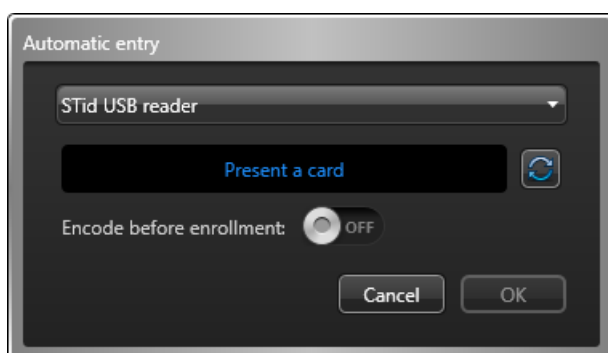 Automatic entry
STid USB reader
Present a card
Encode before enrollment:
OFF
Cancel
OK